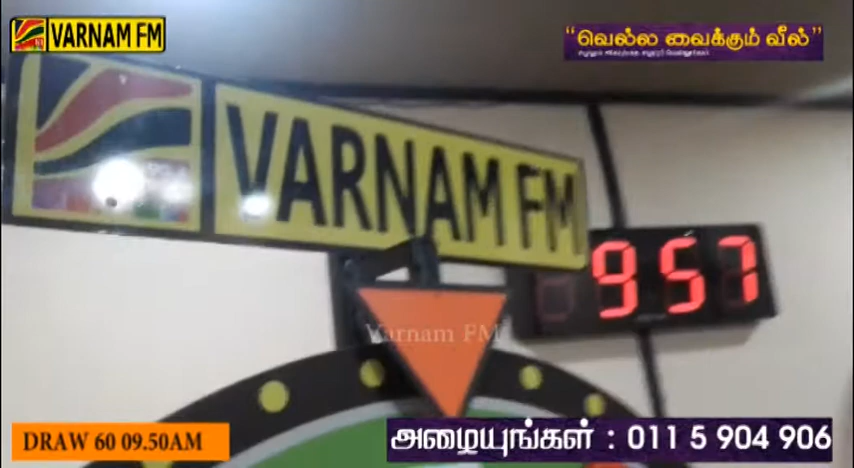 VARNAM FM
“வெல்ல வைக்கும் வீல்”
VARNAM FM
957
Varnam FM
DRAW 60 09.50AM
அழையுங்கள் : 011 5 904 906